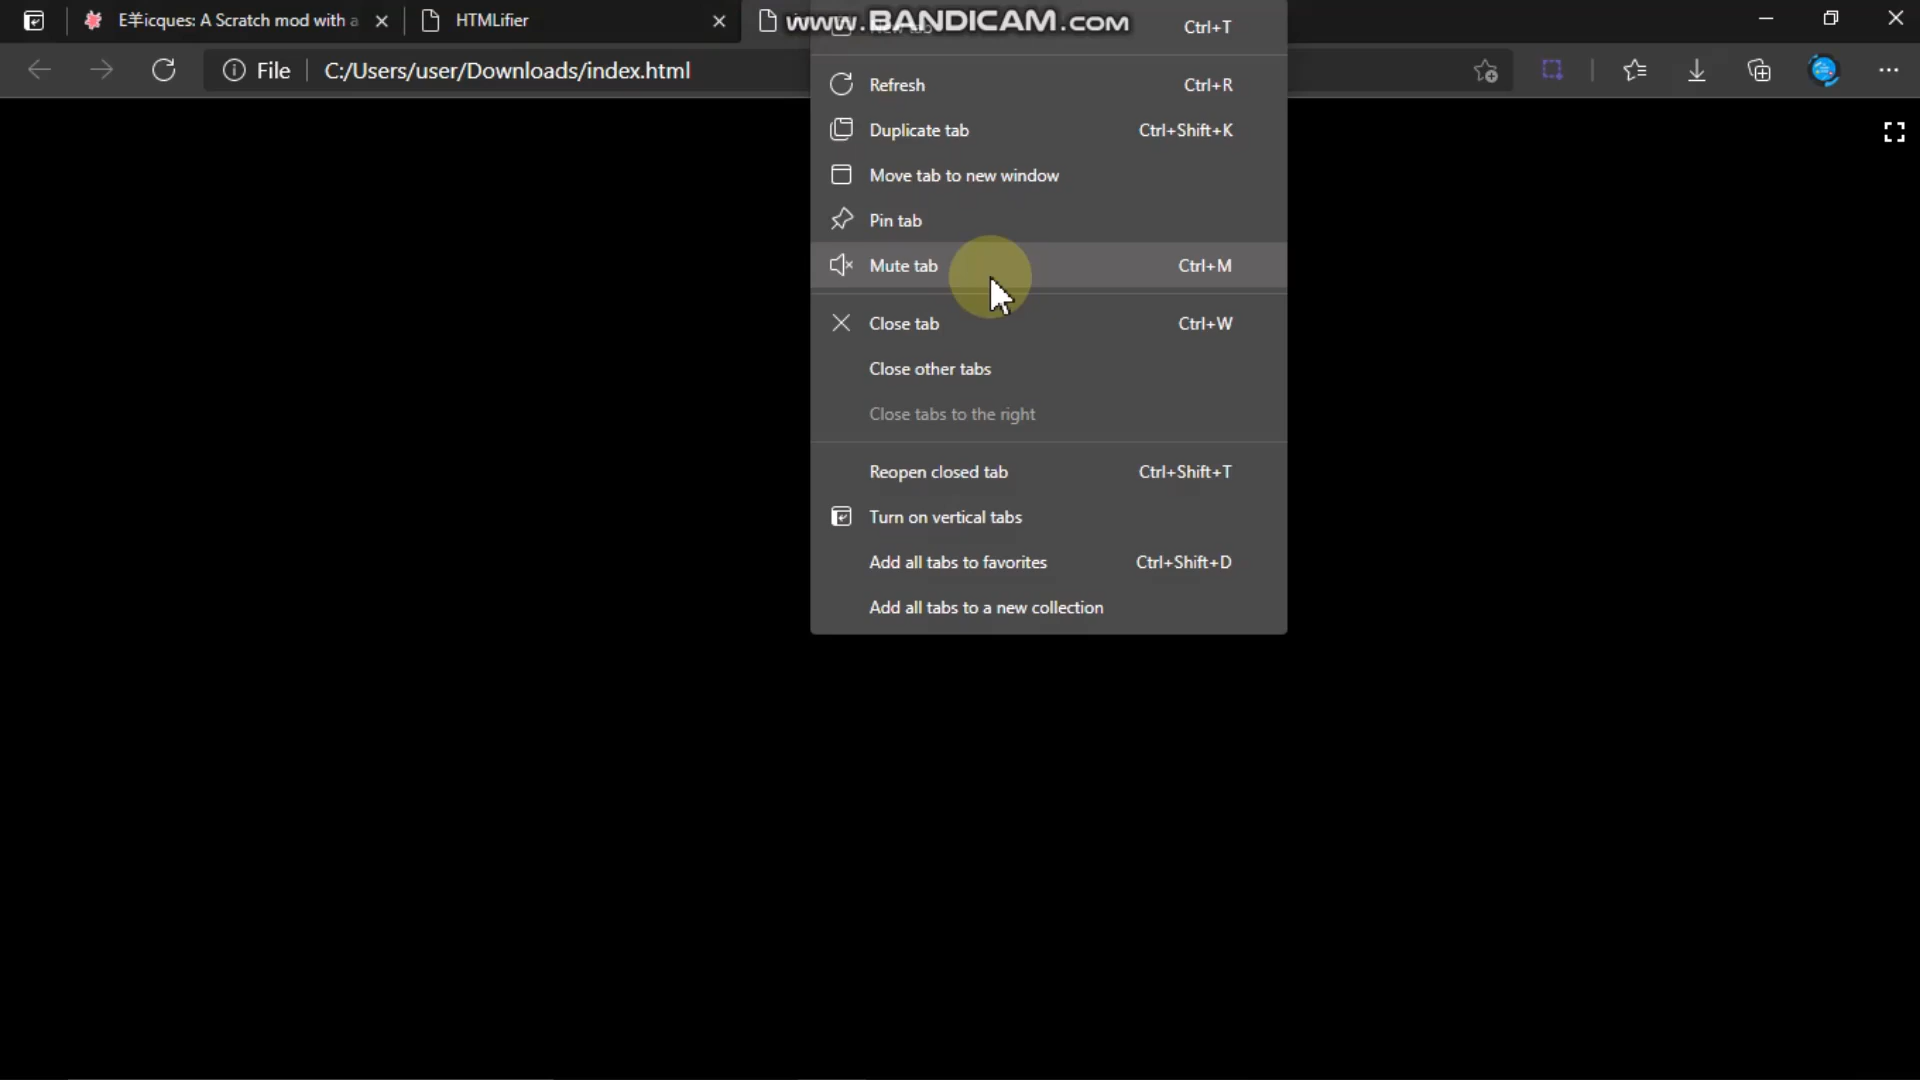 E羊icques: A Scratch mod with a
HTMLifier
www.BANDICAM.com
Ctrl+T
File
C:/Users/user/Downloads/index.html
Refresh Ctrl+R
Duplicate tab Ctrl+Shift+K
Move tab to new window
Pin tab
Mute tab Ctrl+M
Close tab Ctrl+W
Close other tabs
Close tabs to the right
Reopen closed tab Ctrl+Shift+T
Turn on vertical tabs
Add all tabs to favorites Ctrl+Shift+D
Add all tabs to a new collection